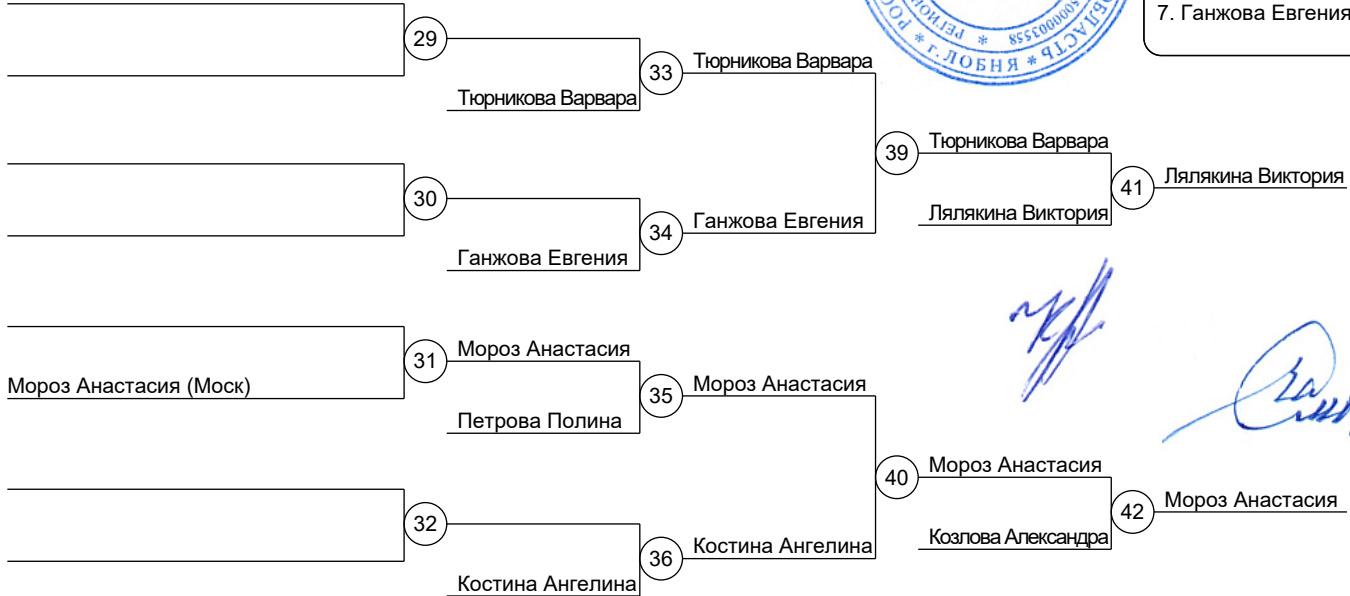 7. Ганжова Евгения
РЕГИОН
* 8000003558
* г. ЛОБНЯ *
29
33
Тюрникова Варвара
Тюрникова Варвара
39
Тюрникова Варвара
30
34
Ганжова Евгения
Лялякина Виктория
41
Лялякина Виктория
Ганжова Евгения
Мороз Анастасия (Моск)
31
Мороз Анастасия
35
Мороз Анастасия
Петрова Полина
40
Мороз Анастасия
32
36
Костина Ангелина
Козлова Александра
42
Мороз Анастасия
Костина Ангелина